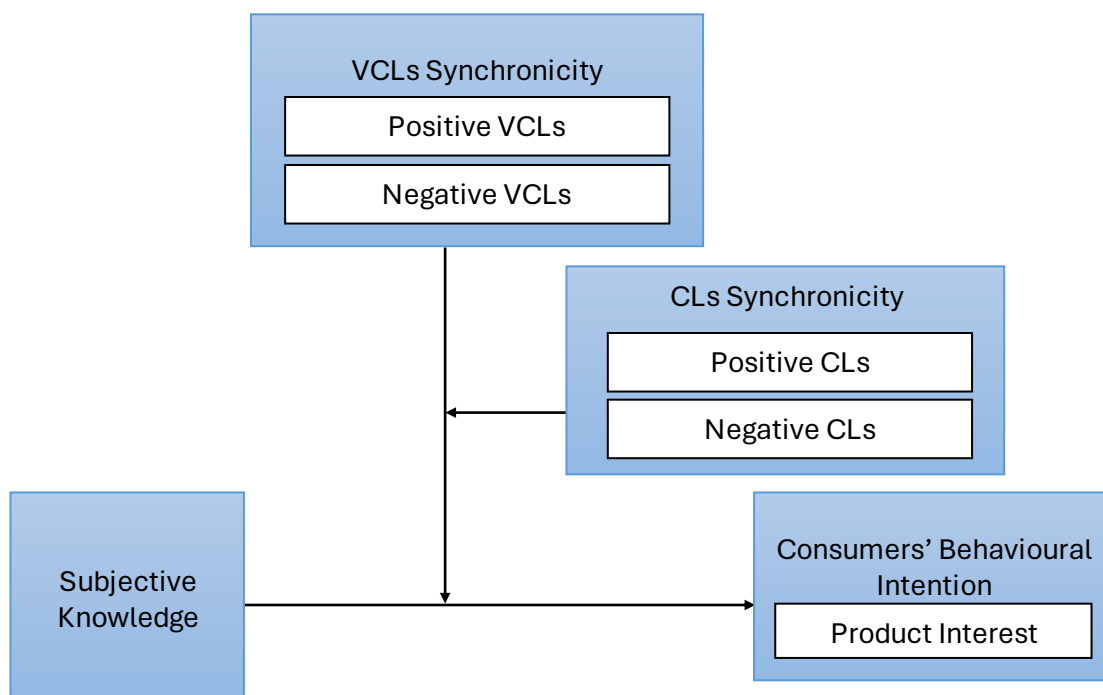 VCLs Synchronicity
Positive VCLs
Negative VCLs
CLs Synchronicity
Positive CLs
Negative CLs
Subjective
Knowledge
Consumers’ Behavioural
Intention
Product Interest